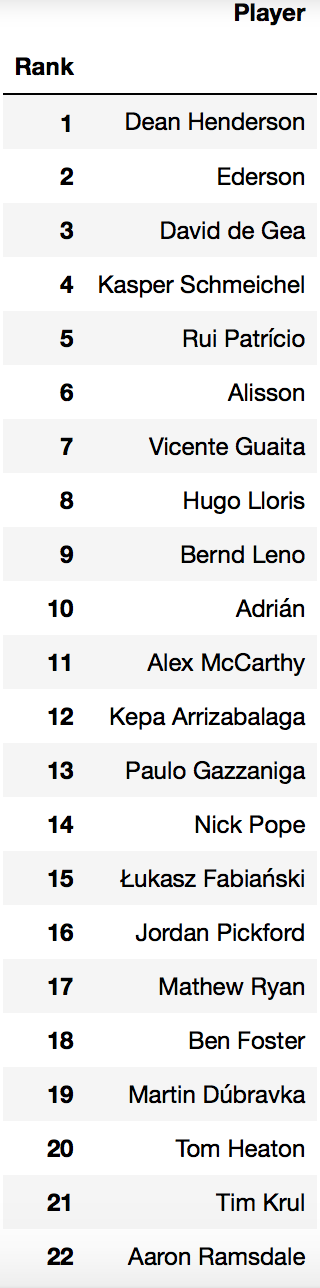 Player
Rank
1 Dean Henderson
2 Ederson
3 David de Gea
4 Kasper Schmeichel
5 Rui Patrício
6 Alisson
7 Vicente Guaita
8 Hugo Lloris
9 Bernd Leno
10 Adrián
11 Alex McCarthy
12 Kepa Arrizabalaga
13 Paulo Gazzaniga
14 Nick Pope
15 Łukasz Fabiański
16 Jordan Pickford
17 Mathew Ryan
18 Ben Foster
19 Martin Dúbravka
20 Tom Heaton
21 Tim Krul
22 Aaron Ramsdale